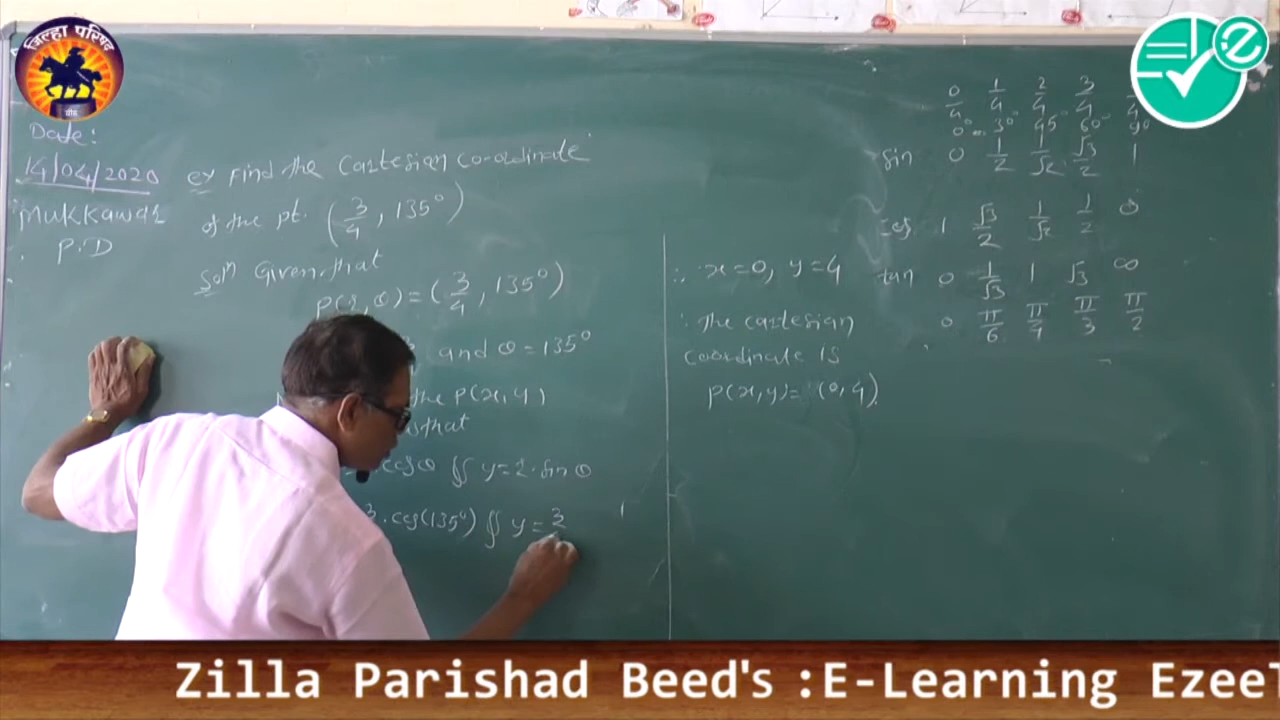 जिल्हा परिषद
बीड
Date:
14/04/2020
Mukkawar
P.D
ex Find the Cartesian co-ordinate
of the pt. (3/4, 135°)
Soln Given that
P(r, θ) = (3/4, 135°)
and θ = 135°
the P(x, y)
that
cosθ y = r·sinθ
cos(135°) y = 3
∴ x=0, y=4
∴ The cartesian
coordinate is
P(x,y) = (0,4)
0/4 1/4 2/4 3/4
0° 30° 45° 60° 90°
sin 0 1/2 1/√2 √3/2 1
cos 1 √3/2 1/√2 1/2 0
tan 0 1/√3 1 √3 ∞
0 π/6 π/4 π/3 π/2
Zilla Parishad Beed's :E-Learning Ezee